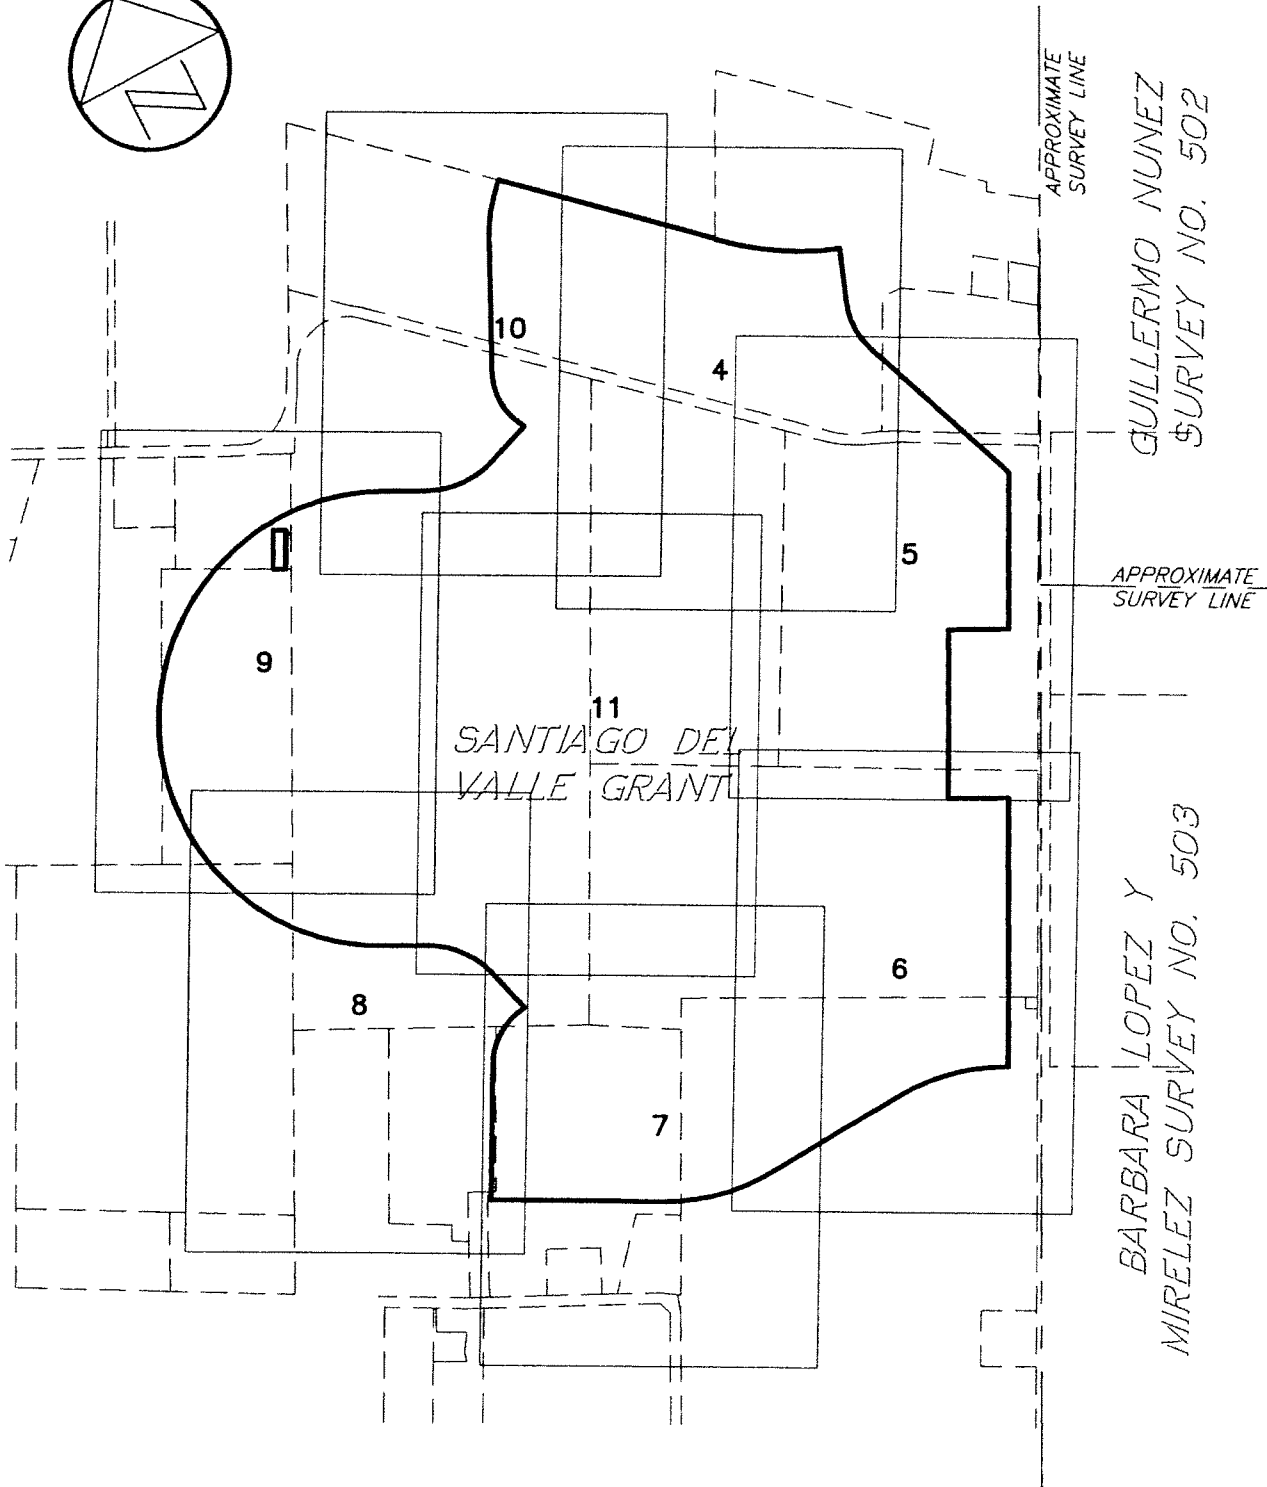 N
APPROXIMATE
SURVEY LINE
GUILLERMO NUNEZ
SURVEY NO. 502
10
4
5
APPROXIMATE
SURVEY LINE
9
11
SANTIAGO DEL
VALLE GRANT
6
8
7
BARBARA LOPEZ Y
MIRELEZ SURVEY NO. 503